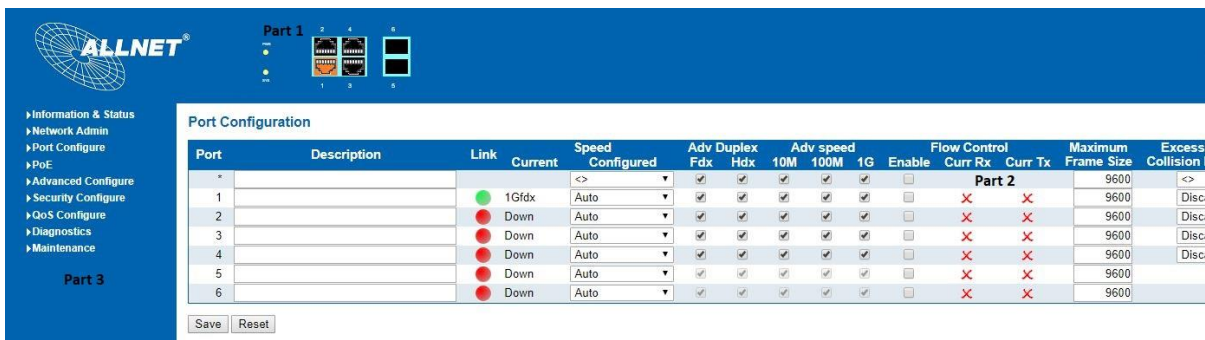 ALLNET®
Part 1
2 4 6
1 3 5
Information & Status
Network Admin
Port Configure
PoE
Advanced Configure
Security Configure
QoS Configure
Diagnostics
Maintenance
Part 3
Port Configuration
Port Description Link Speed Adv Duplex Adv speed Flow Control Maximum Excess
Current Configured Fdx Hdx 10M 100M 1G Enable Curr Rx Curr Tx Frame Size Collision
* <> Part 2 9600 <>
1 1Gfdx Auto 9600 Disc
2 Down Auto 9600 Disc
3 Down Auto 9600 Disc
4 Down Auto 9600 Disc
5 Down Auto 9600
6 Down Auto 9600
Save Reset